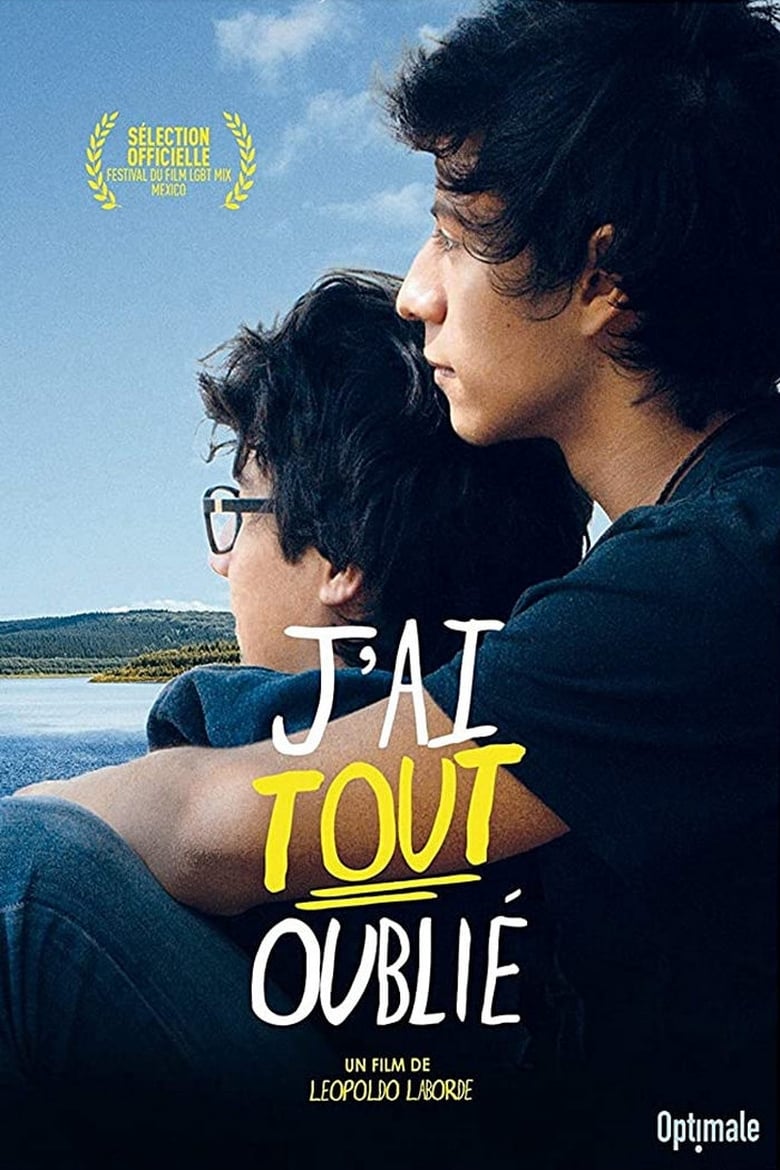 SÉLECTION
OFFICIELLE
FESTIVAL DU FILM LGBT MIX
MEXICO
J'AI
TOUT
OUBLIÉ
UN FILM DE
LEOPOLDO LABORDE
Optimale